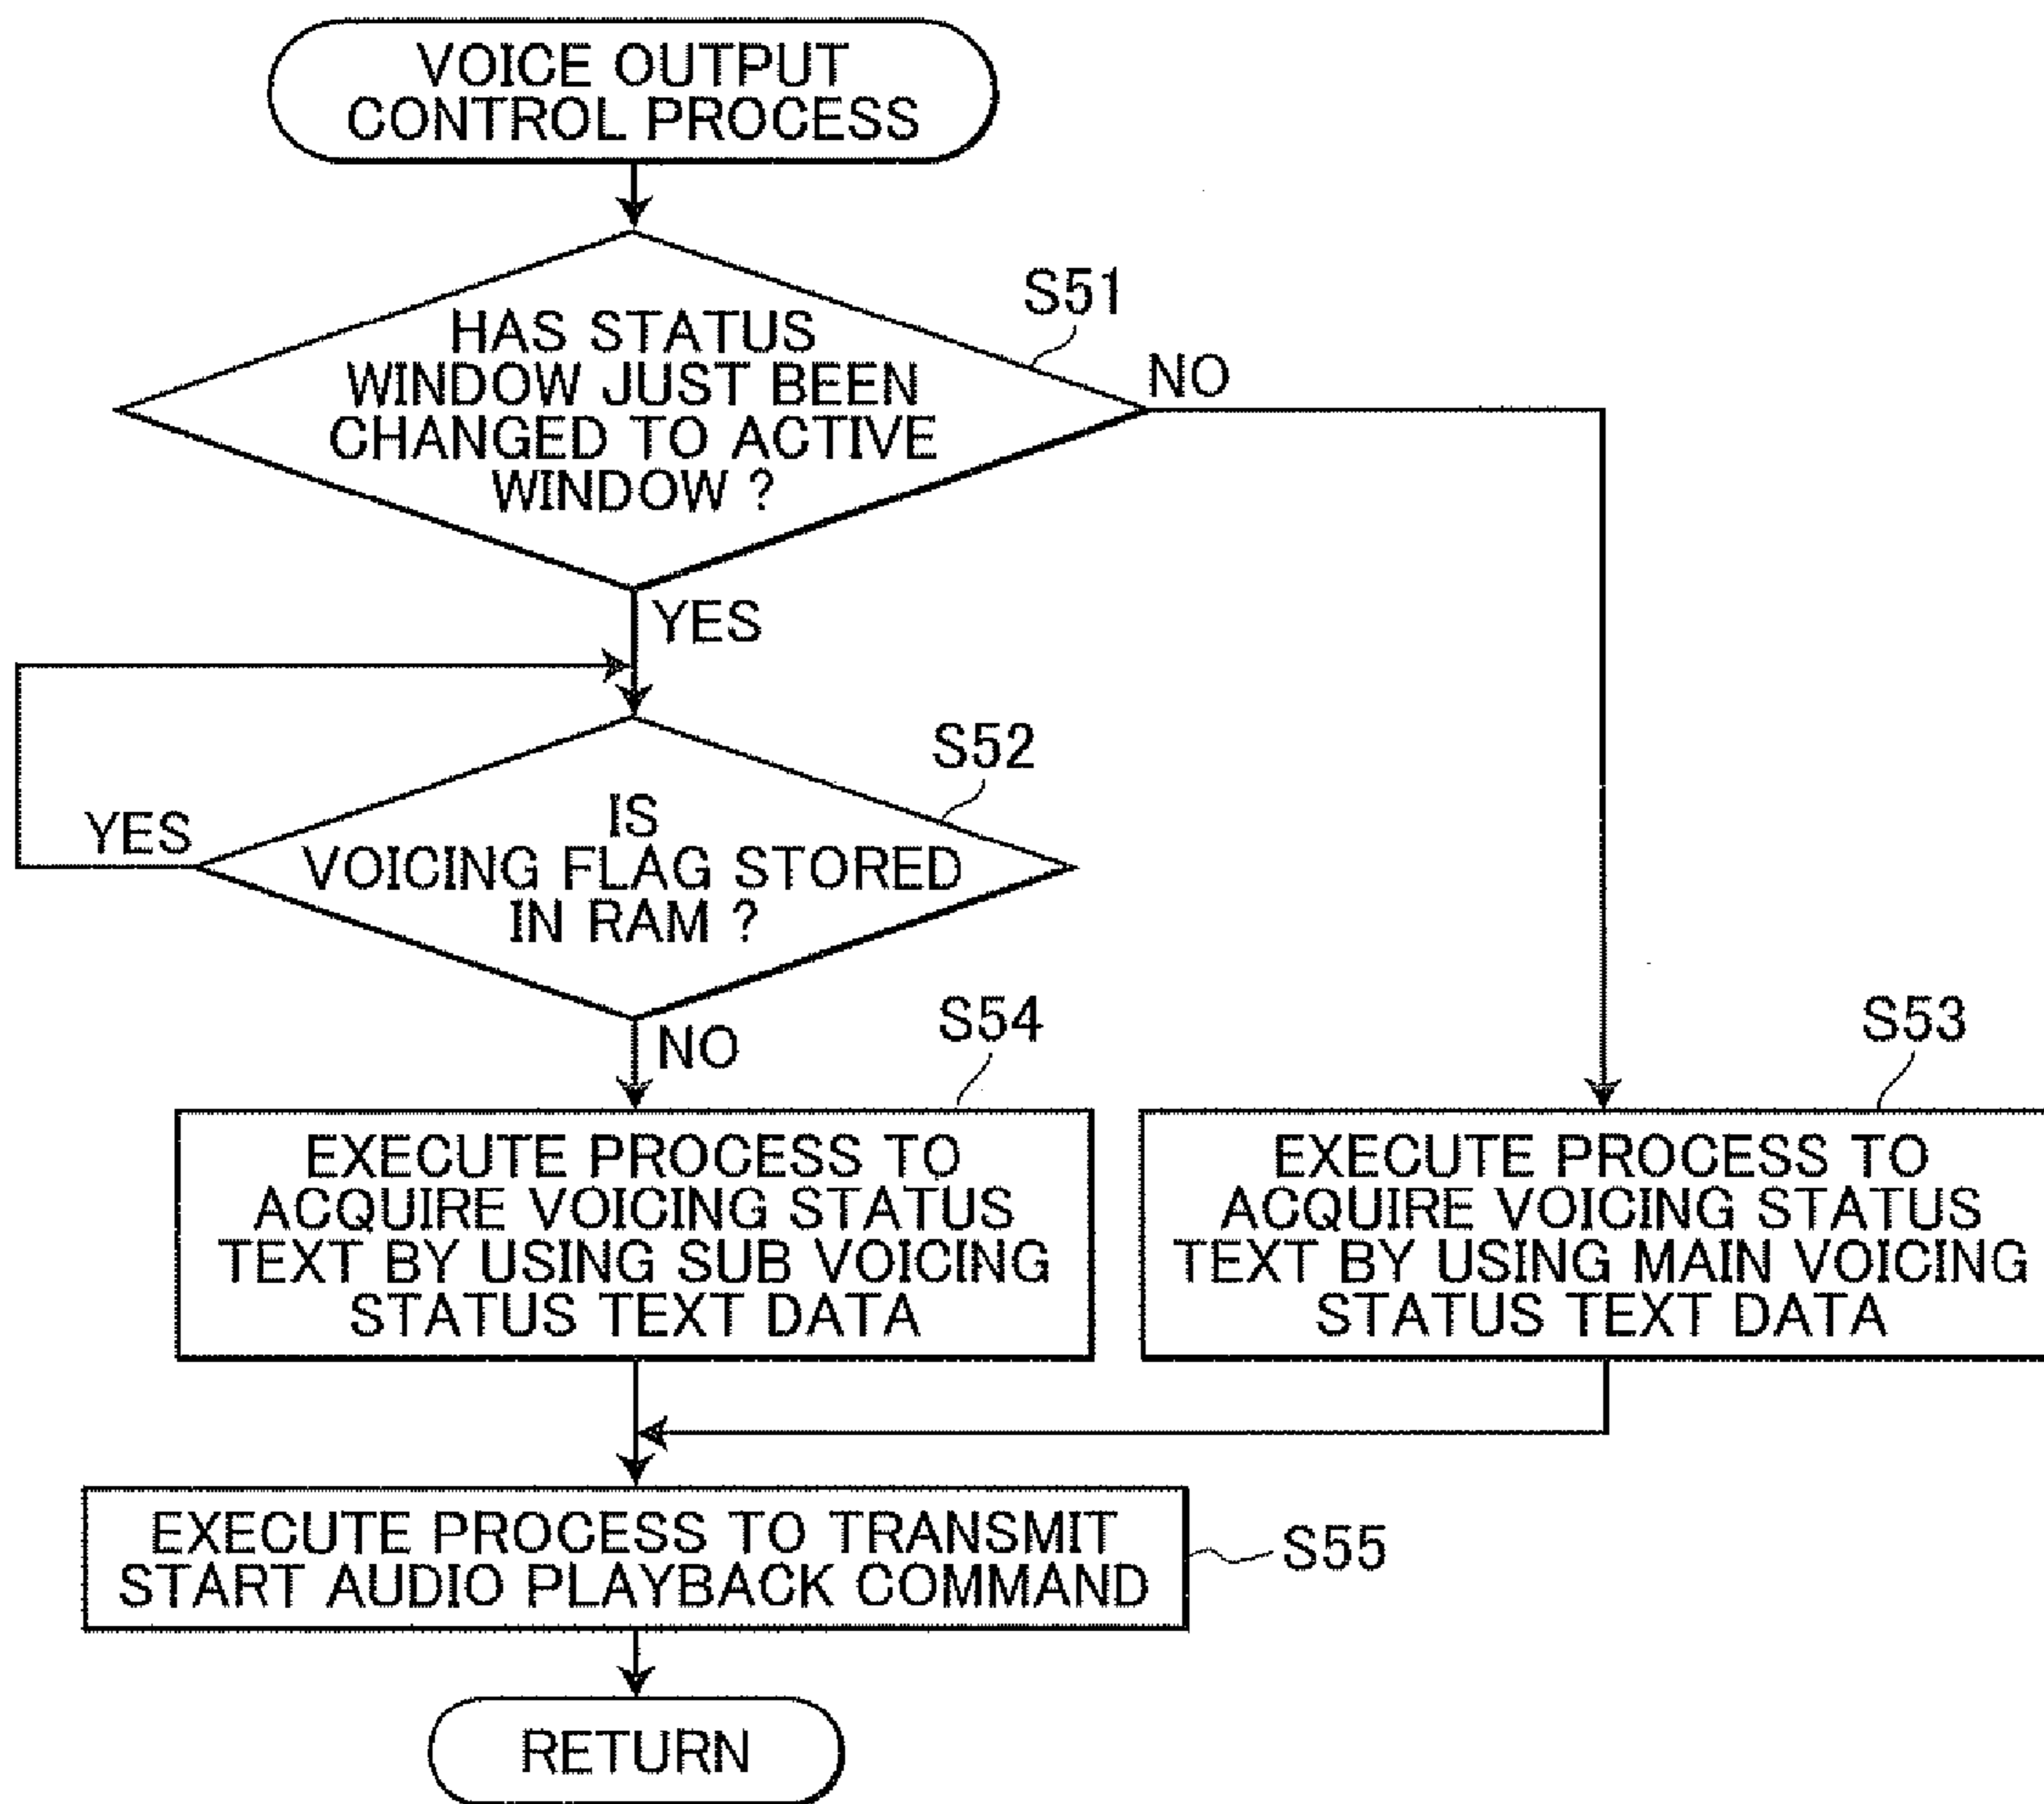 VOICE OUTPUT
CONTROL PROCESS
S51
HAS STATUS
WINDOW JUST BEEN
CHANGED TO ACTIVE
WINDOW ?
NO
YES
S52
IS
VOICING FLAG STORED
IN RAM ?
YES
NO
S54
EXECUTE PROCESS TO
ACQUIRE VOICING STATUS
TEXT BY USING SUB VOICING
STATUS TEXT DATA
S53
EXECUTE PROCESS TO
ACQUIRE VOICING STATUS
TEXT BY USING MAIN VOICING
STATUS TEXT DATA
EXECUTE PROCESS TO TRANSMIT
START AUDIO PLAYBACK COMMAND
S55
RETURN